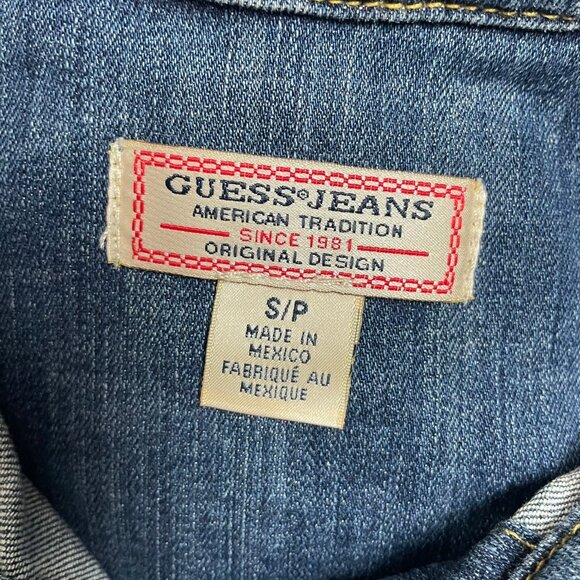 GUESS®JEANS
AMERICAN TRADITION
SINCE 1981
ORIGINAL DESIGN
S/P
MADE IN
MEXICO
FABRIQUÉ AU
MEXIQUE